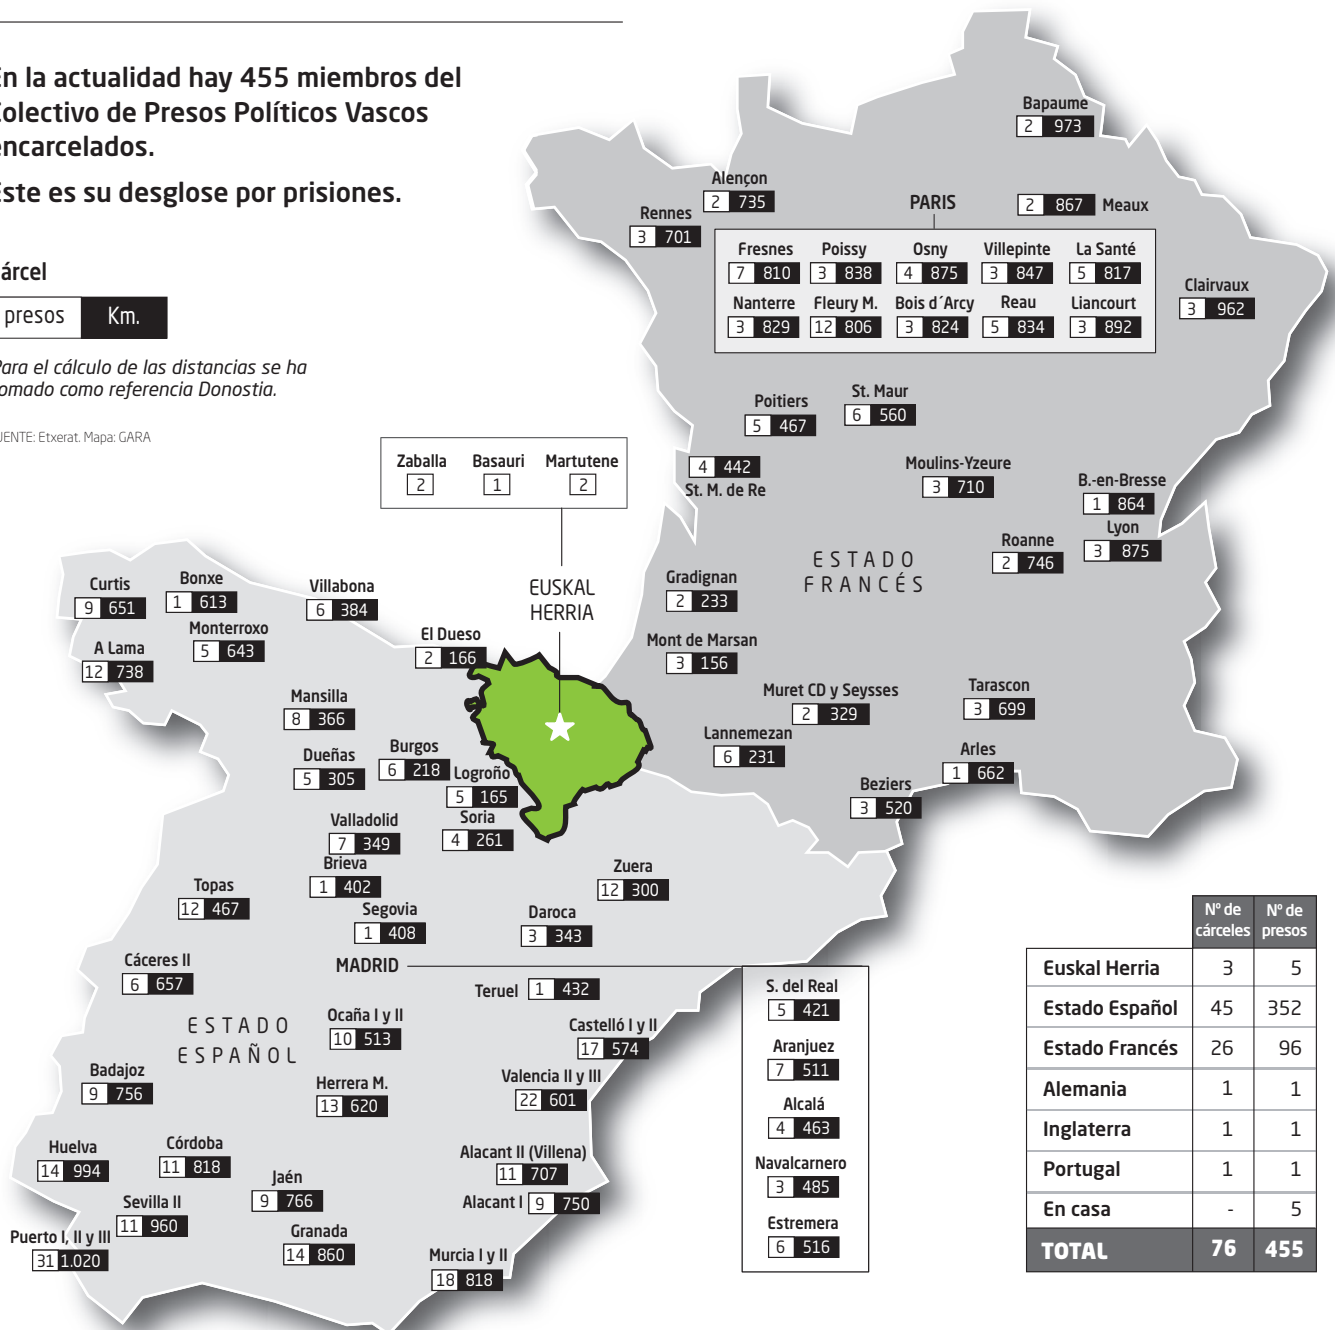 En la actualidad hay 455 miembros del
Colectivo de Presos Políticos Vascos
encarcelados.
Este es su desglose por prisiones.
Cárcel
presos Km.
Para el cálculo de las distancias se ha
tomado como referencia Donostia.
FUENTE: Etxerat. Mapa: GARA
Bapaume
2 973
Alençon
2 735
Rennes
3 701
PARIS
2 867 Meaux
Fresnes Poissy Osny Villepinte La Santé
7 810 3 838 4 875 3 847 5 817
Nanterre Fleury M. Bois d´Arcy Reau Liancourt
3 829 12 806 3 824 5 834 3 892
Clairvaux
3 962
Poitiers
5 467
St. Maur
6 560
4 442
St. M. de Re
Moulins-Yzeure
3 710
B.-en-Bresse
1 864
Lyon
3 875
Roanne
2 746
ESTADO
FRANCÉS
Gradignan
2 233
Mont de Marsan
3 156
Muret CD y Seysses
2 329
Tarascon
3 699
Lannemezan
6 231
Arles
1 662
Beziers
3 520
Zaballa Basauri Martutene
2 1 2
EUSKAL
HERRIA
Curtis
9 651
Bonxe
1 613
Villabona
6 384
Monterroxo
5 643
A Lama
12 738
El Dueso
2 166
Mansilla
8 366
Dueñas
5 305
Burgos
6 218
Logroño
5 165
Valladolid
7 349
Soria
4 261
Brieva
1 402
Topas
12 467
Segovia
1 408
Zuera
12 300
Daroca
3 343
Cáceres II
6 657
MADRID
Teruel 1 432
ESTADO
ESPAÑOL
Ocaña I y II
10 513
Castelló I y II
17 574
Badajoz
9 756
Herrera M.
13 620
Valencia II y III
22 601
Huelva
14 994
Córdoba
11 818
Alacant II (Villena)
11 707
Jaén
9 766
Alacant I 9 750
Sevilla II
11 960
Granada
14 860
Puerto I, II y III
31 1.020
Murcia I y II
18 818
S. del Real
5 421
Aranjuez
7 511
Alcalá
4 463
Navalcarnero
3 485
Estremera
6 516
Nº de Nº de
cárceles presos
Euskal Herria 3 5
Estado Español 45 352
Estado Francés 26 96
Alemania 1 1
Inglaterra 1 1
Portugal 1 1
En casa - 5
TOTAL 76 455